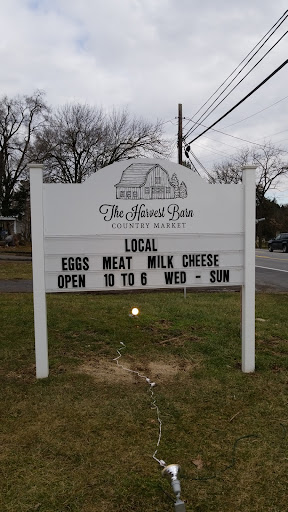 The Harvest Barn
COUNTRY MARKET
LOCAL
EGGS MEAT MILK CHEESE
OPEN 10 TO 6 WED - SUN